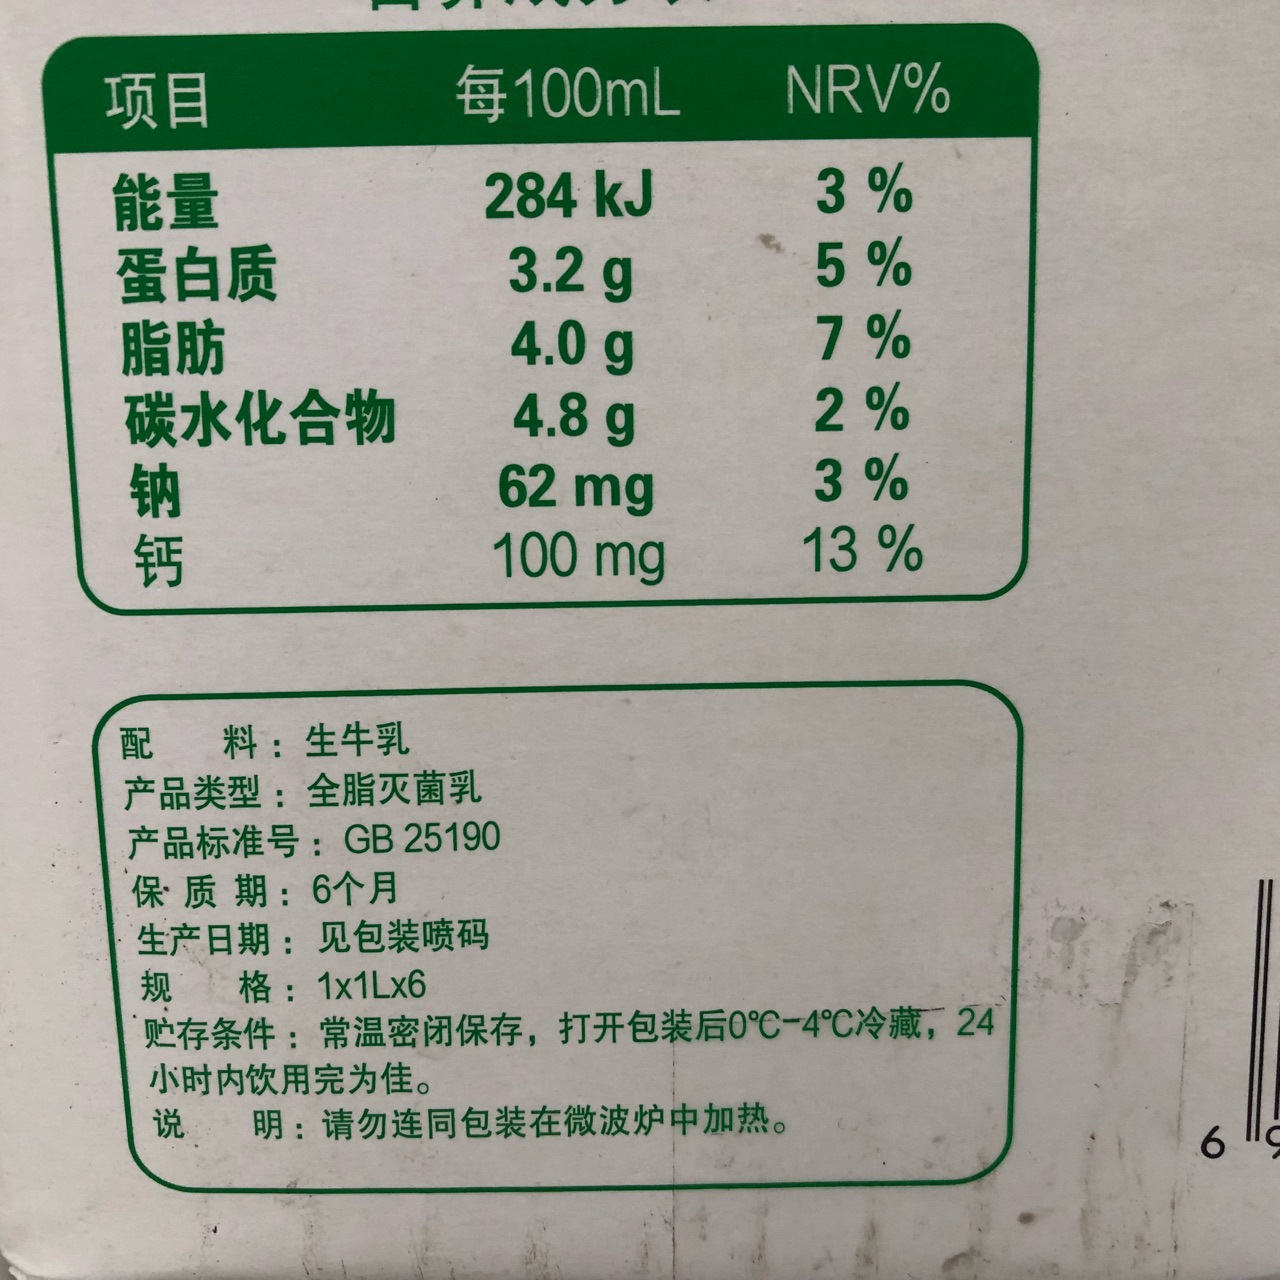 项目 每100mL NRV%
能量 284 kJ 3 %
蛋白质 3.2 g 5 %
脂肪 4.0 g 7 %
碳水化合物 4.8 g 2 %
钠 62 mg 3 %
钙 100 mg 13 %
配料：生牛乳
产品类型：全脂灭菌乳
产品标准号：GB 25190
保质期：6个月
生产日期：见包装喷码
规格：1x1Lx6
贮存条件：常温密闭保存，打开包装后0℃-4℃冷藏，24
小时内饮用完为佳。
说明：请勿连同包装在微波炉中加热。
6 9